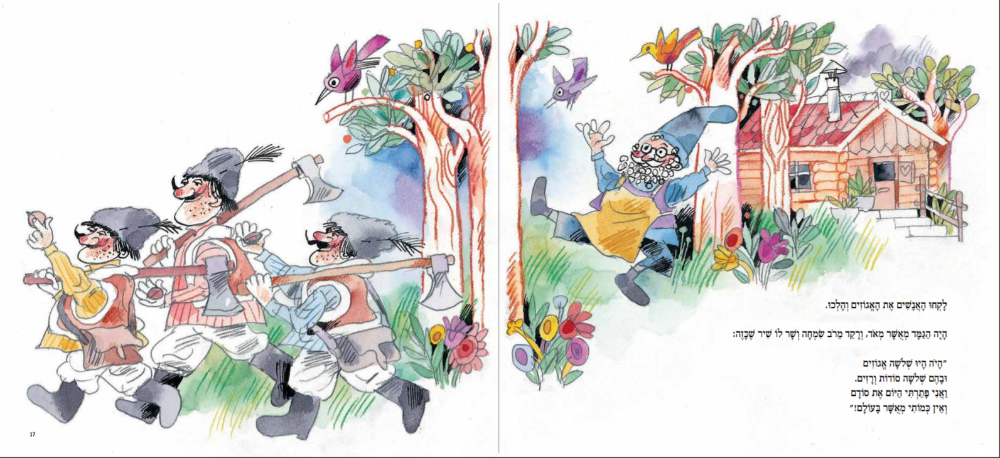 לָקְחוּ הָאֲנָשִׁים אֶת הָאֱגוֹזִים וְהָלְכוּ.
הָיָה הַגַּמָּד מְאֻשָּׁר מְאֹד, וְרָקַד מֵרֹב שִׂמְחָה וְשָׁר לוֹ שִׁיר שֶׁכָּזֶה:
"הָיֹה הָיוּ שְׁלֹשָׁה אֱגוֹזִים
וּבָהֶם שְׁלֹשָׁה סוֹדוֹת וְרָזִים.
וַאֲנִי פָּתַרְתִּי הַיּוֹם אֶת סוֹדָם
וְאֵין כְּמוֹתִי מְאֻשָּׁר בָּעוֹלָם!"
17